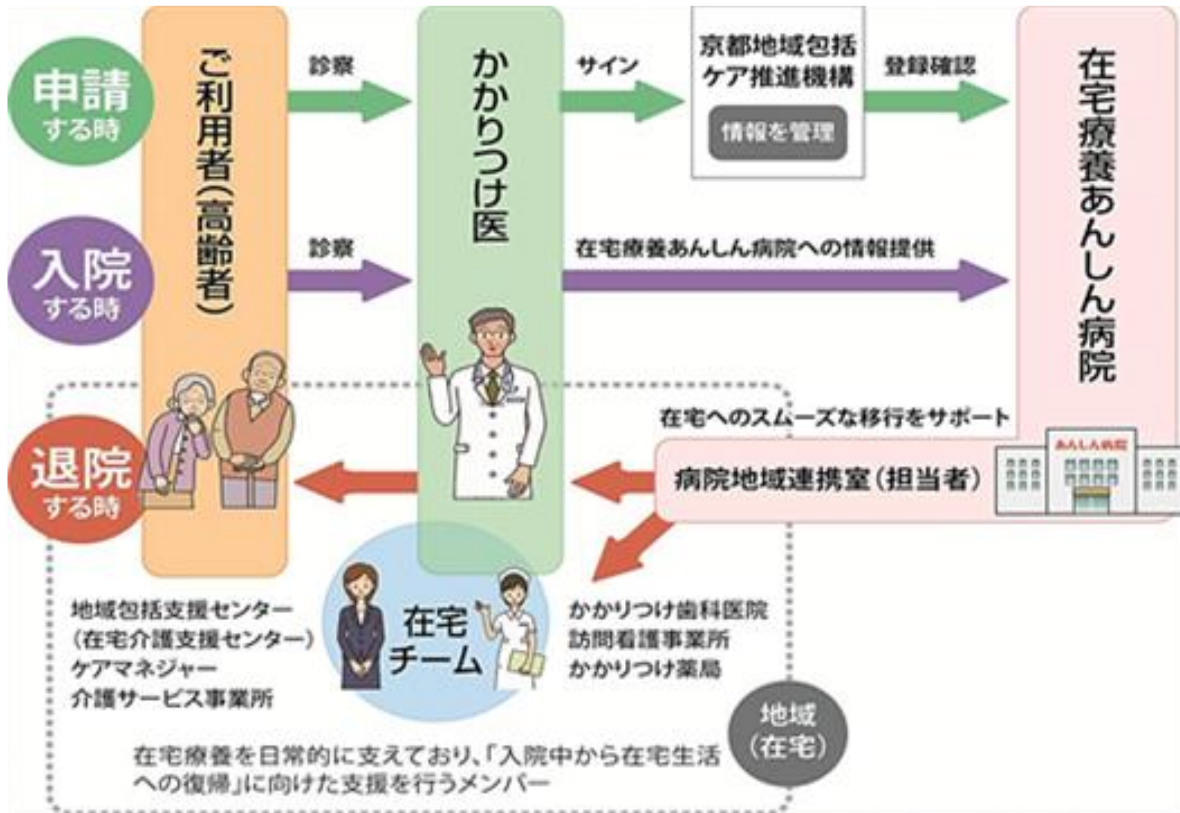 申請
する時
ご利用者(高齢者)
診察
かかりつけ医
サイン
京都地域包括
ケア推進機構
情報を管理
登録確認
在宅療養あんしん病院
入院
する時
診察
在宅療養あんしん病院への情報提供
在宅へのスムーズな移行をサポート
あんしん病院
退院
する時
病院地域連携室(担当者)
地域包括支援センター
(在宅介護支援センター)
ケアマネジャー
介護サービス事業所
在宅
チーム
かかりつけ歯科医院
訪問看護事業所
かかりつけ薬局
地域
(在宅)
在宅療養を日常的に支えており、「入院中から在宅生活
への復帰」に向けた支援を行うメンバー